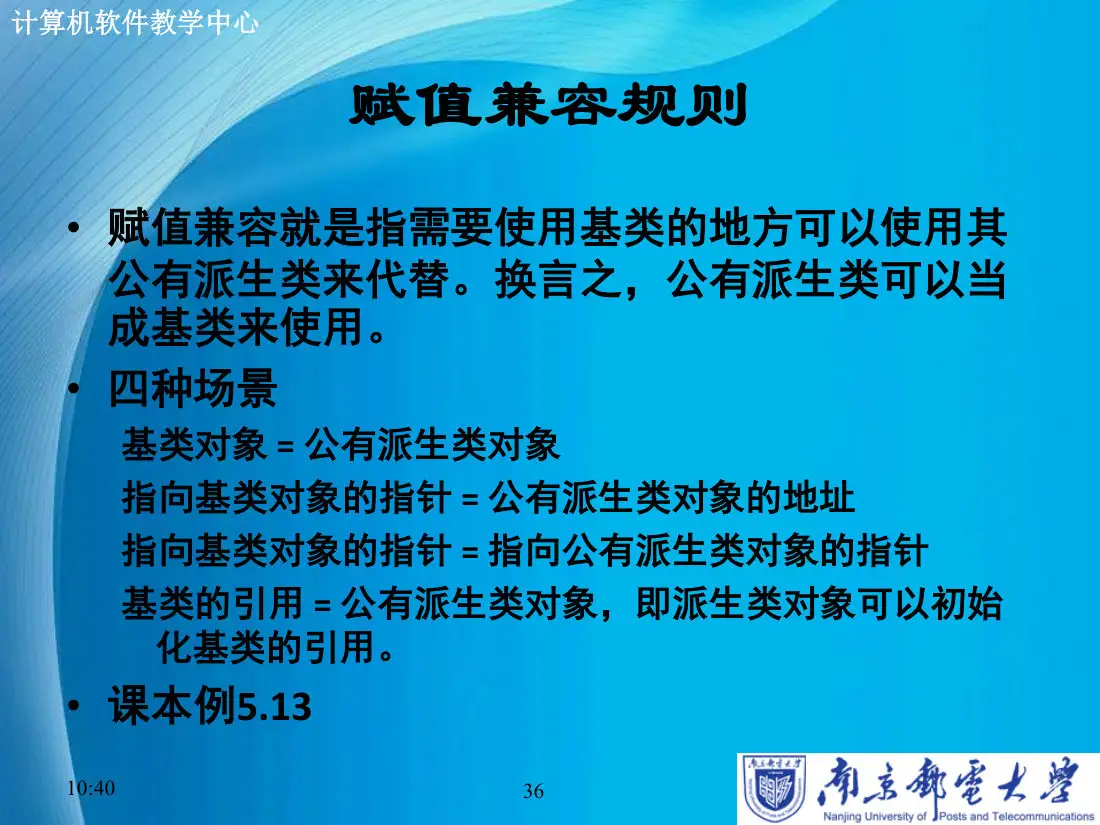 计算机软件教学中心
赋值兼容规则
• 赋值兼容就是指需要使用基类的地方可以使用其
公有派生类来代替。换言之，公有派生类可以当
成基类来使用。
• 四种场景
基类对象 = 公有派生类对象
指向基类对象的指针 = 公有派生类对象的地址
指向基类对象的指针 = 指向公有派生类对象的指针
基类的引用 = 公有派生类对象，即派生类对象可以初始
化基类的引用。
• 课本例5.13
10:40
36
南京郵電大學
Nanjing University of Posts and Telecommunications